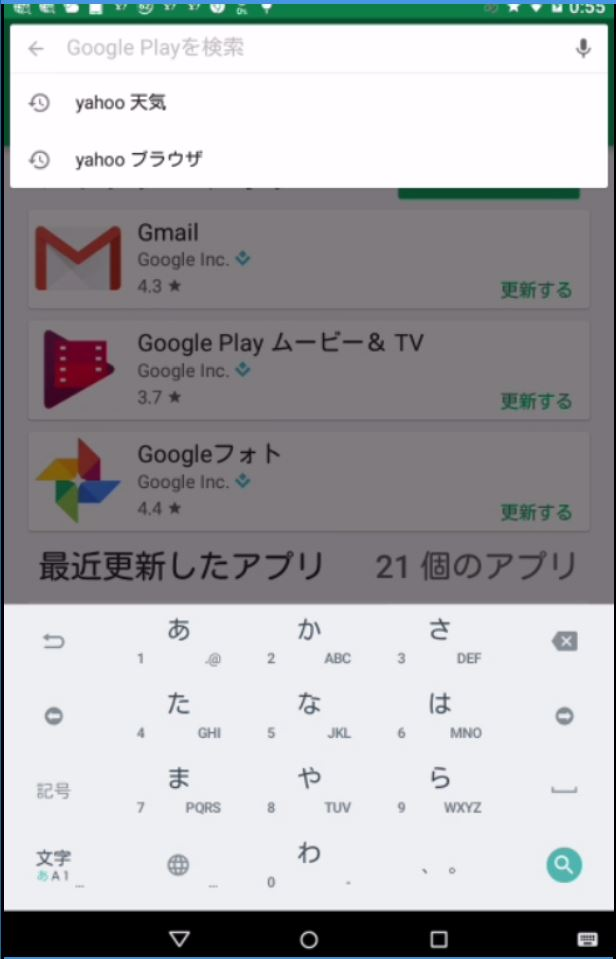 0:55
Google Playを検索
yahoo 天気
yahoo ブラウザ
Gmail
Google Inc.
4.3 ★
更新する
Google Play ムービー& TV
Google Inc.
3.7 ★
更新する
Googleフォト
Google Inc.
4.4 ★
更新する
最近更新したアプリ 21 個のアプリ
あ か さ
1 .@ 2 ABC 3 DEF
た な は
4 GHI 5 JKL 6 MNO
記号 ま や ら
7 PQRS 8 TUV 9 WXYZ
文字 わ 、。
あA1 ... ... 0 -